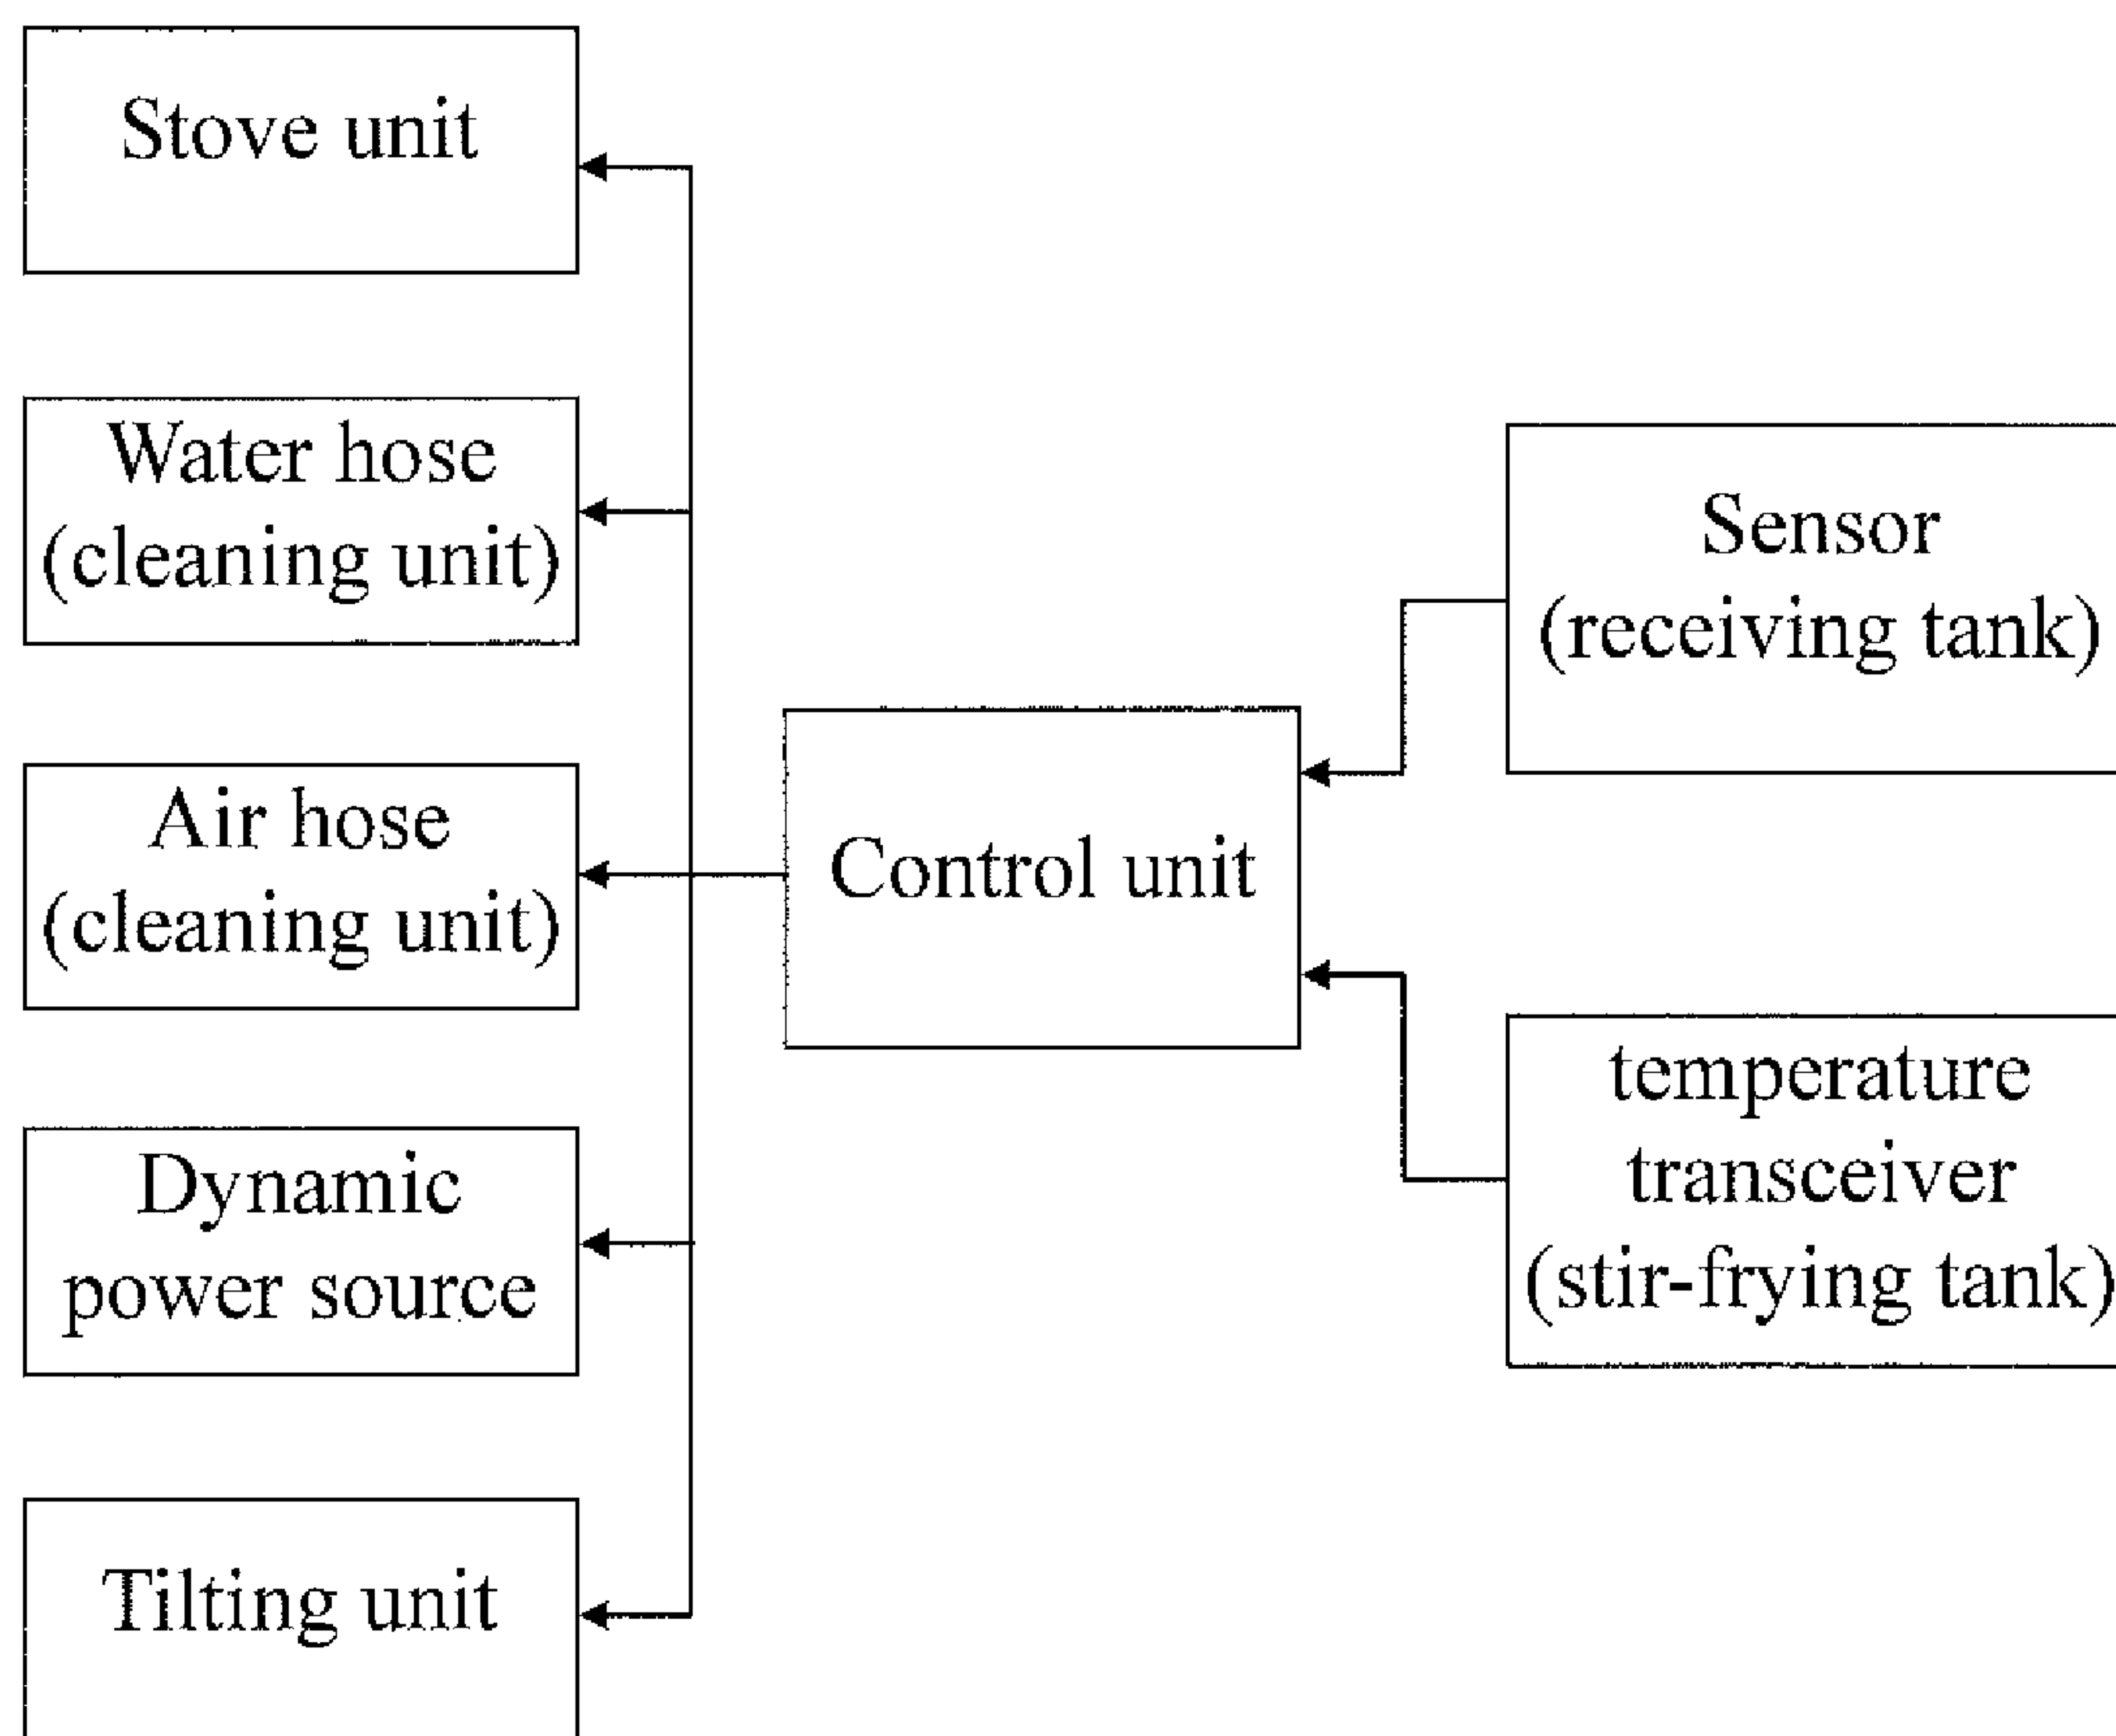 Stove unit
Water hose
(cleaning unit)
Air hose
(cleaning unit)
Dynamic
power source
Tilting unit
Control unit
Sensor
(receiving tank)
temperature
transceiver
(stir-frying tank)